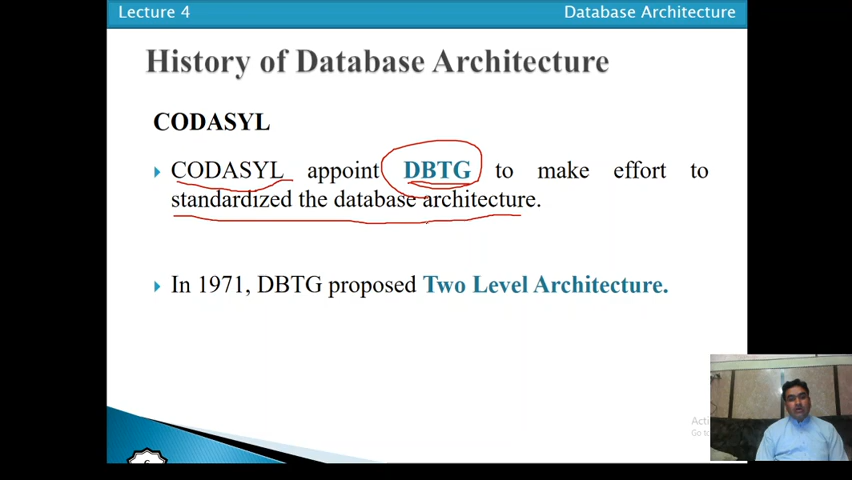 Lecture 4
Database Architecture
History of Database Architecture
CODASYL
CODASYL appoint DBTG to make effort to
standardized the database architecture.
In 1971, DBTG proposed Two Level Architecture.
Go to